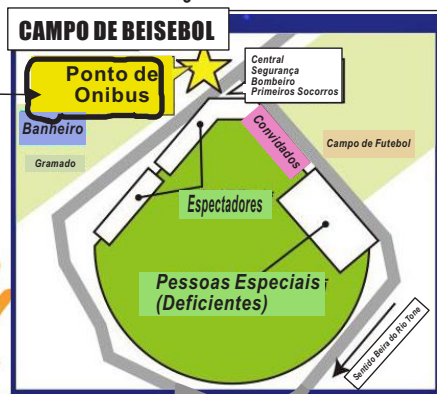 CAMPO DE BEISEBOL
Ponto de
Onibus
Central
Segurança
Bombeiro
Primeiros Socorros
Banheiro
Convidados
Campo de Futebol
Gramado
Espectadores
Pessoas Especiais
(Deficientes)
Sentido Beira do Rio Tone